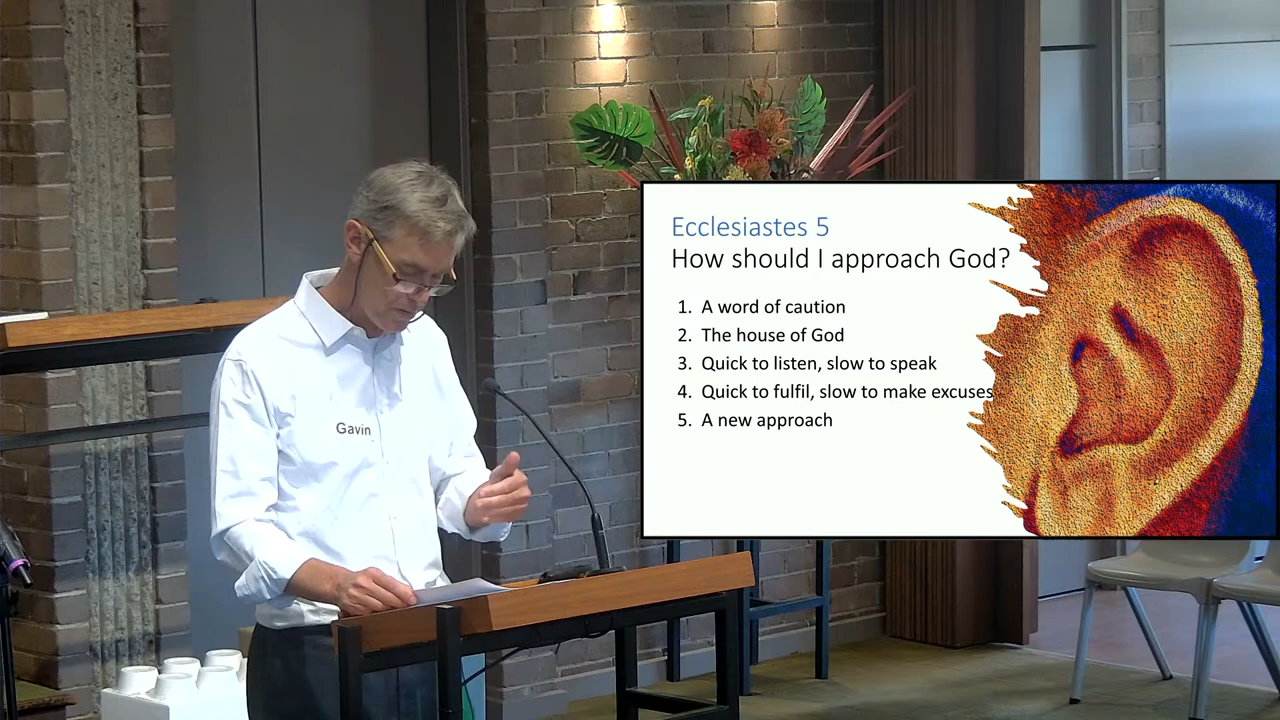 Ecclesiastes 5
How should I approach God?
1. A word of caution
2. The house of God
3. Quick to listen, slow to speak
4. Quick to fulfil, slow to make excuses
5. A new approach
Gavin